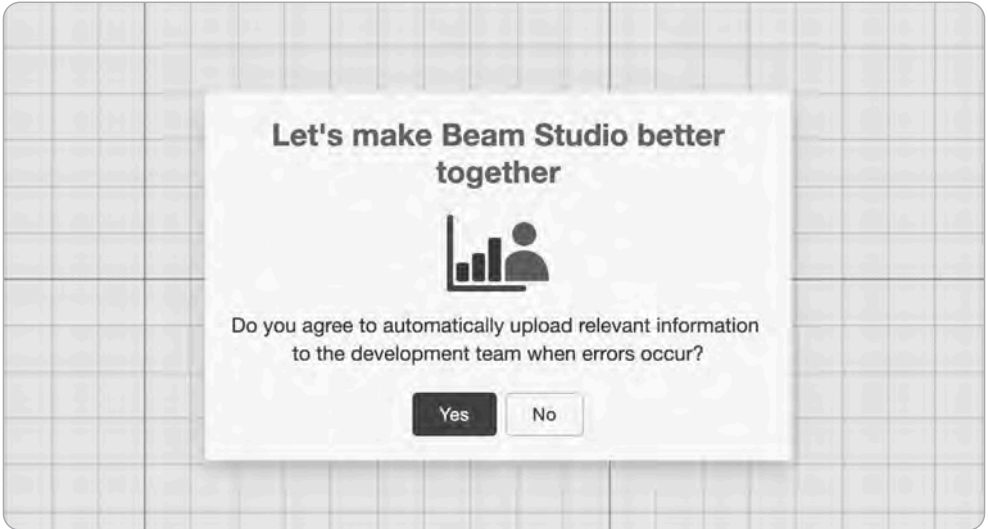 Let's make Beam Studio better
together
Do you agree to automatically upload relevant information
to the development team when errors occur?
Yes
No